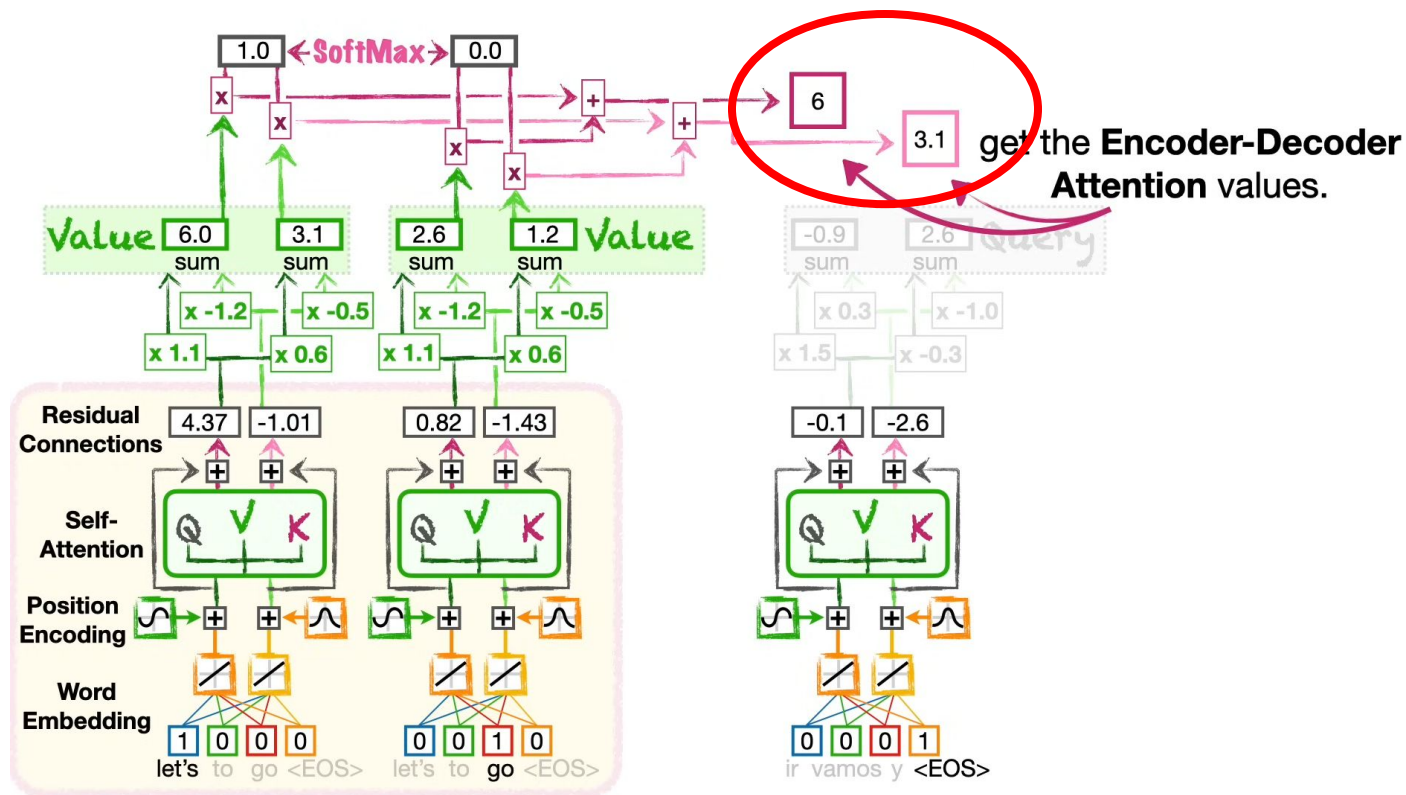 1.0 SoftMax 0.0
x + 6
x + 3.1
x
x
get the Encoder-Decoder
Attention values.
Value 6.0 3.1 2.6 1.2 Value -0.9 2.6 Query
sum sum sum sum sum sum
x -1.2 x -0.5 x -1.2 x -0.5 x 0.3 x -1.0
x 1.1 x 0.6 x 1.1 x 0.6 x 1.5 x -0.3
Residual
Connections
4.37 -1.01 0.82 -1.43 -0.1 -2.6
+ + + + + +
Self-
Attention
Q V K Q V K Q V K
Position
Encoding
+ + + + + +
Word
Embedding
1 0 0 0 0 0 1 0 0 0 0 1
let's to go <EOS> let's to go <EOS> ir vamos y <EOS>